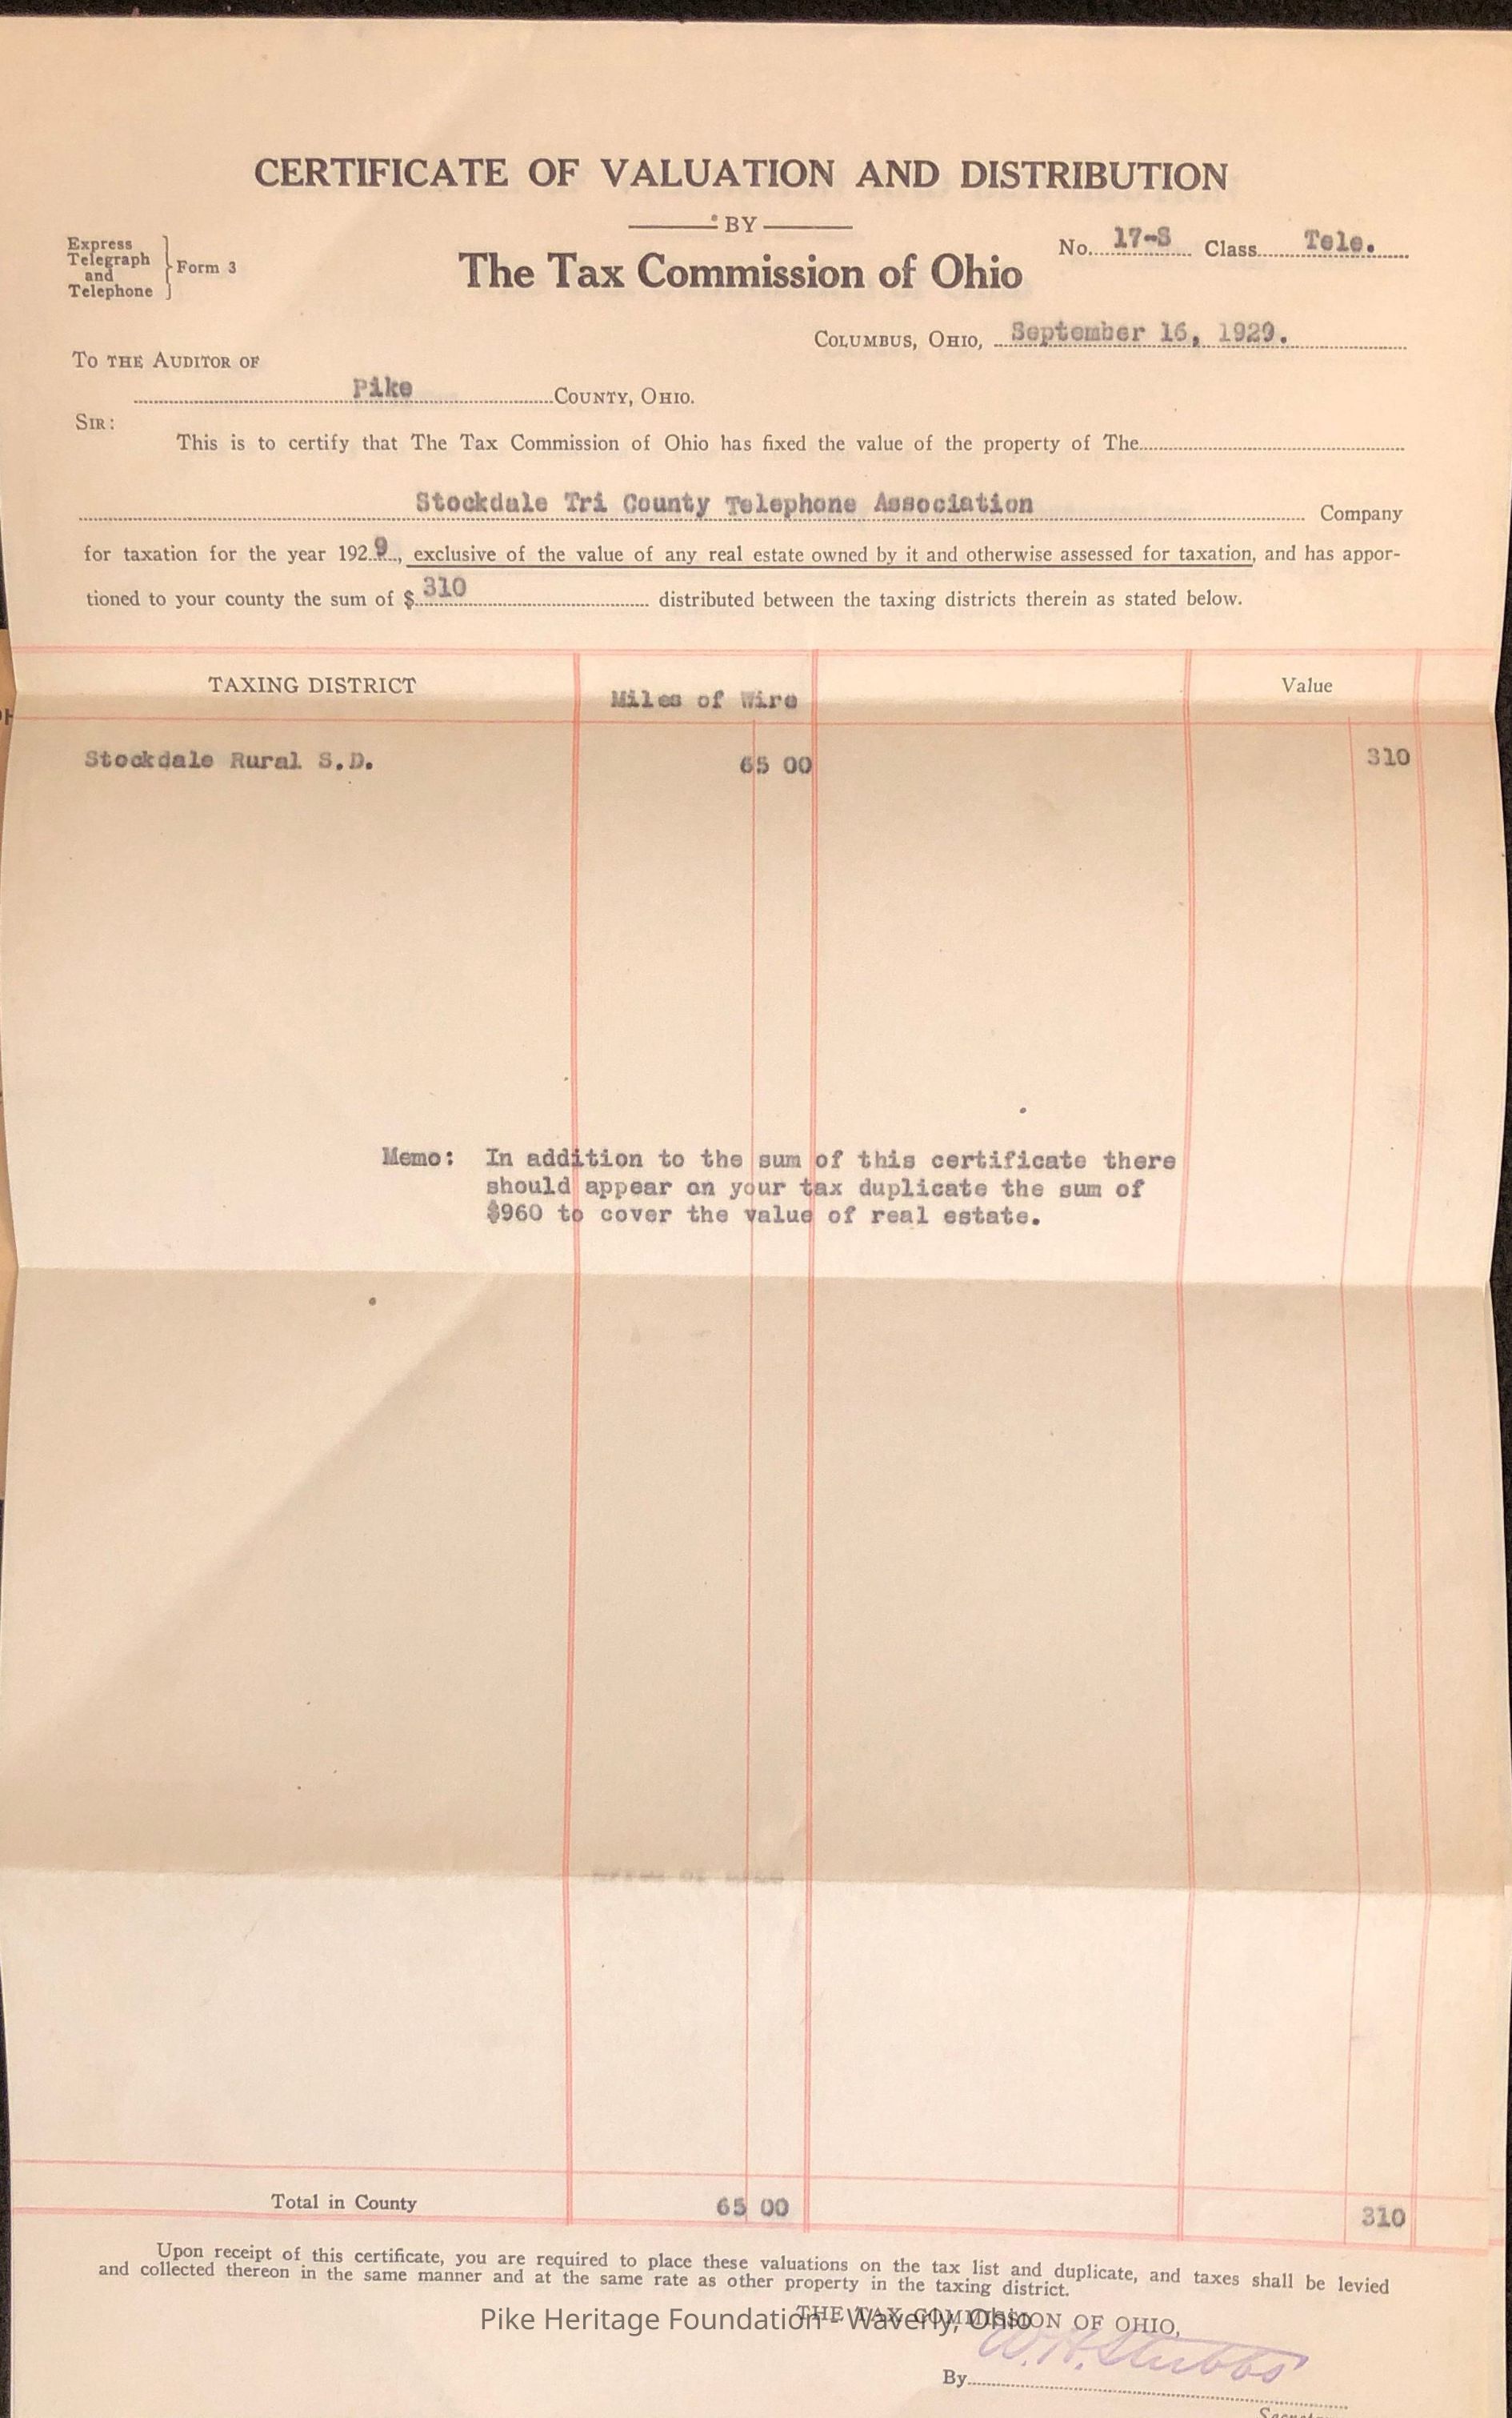 CERTIFICATE OF VALUATION AND DISTRIBUTION
BY
Express
Telegraph
and
Telephone
Form 3
The Tax Commission of Ohio
No. 17-S Class Tele.
COLUMBUS, OHIO, September 16, 1929.
TO THE AUDITOR OF
Pike COUNTY, OHIO.
SIR:
This is to certify that The Tax Commission of Ohio has fixed the value of the property of The
Stockdale Tri County Telephone Association Company
for taxation for the year 1929, exclusive of the value of any real estate owned by it and otherwise assessed for taxation, and has appor-
tioned to your county the sum of $ 310 distributed between the taxing districts therein as stated below.
TAXING DISTRICT Miles of Wire Value
Stockdale Rural S.D. 65 00 310
Memo: In addition to the sum of this certificate there
should appear on your tax duplicate the sum of
$960 to cover the value of real estate.
Total in County 65 00 310
Upon receipt of this certificate, you are required to place these valuations on the tax list and duplicate, and taxes shall be levied
and collected thereon in the same manner and at the same rate as other property in the taxing district.
THE TAX COMMISSION OF OHIO,
Pike Heritage Foundation - Waverly, Ohio
W. H. Stubbs
By